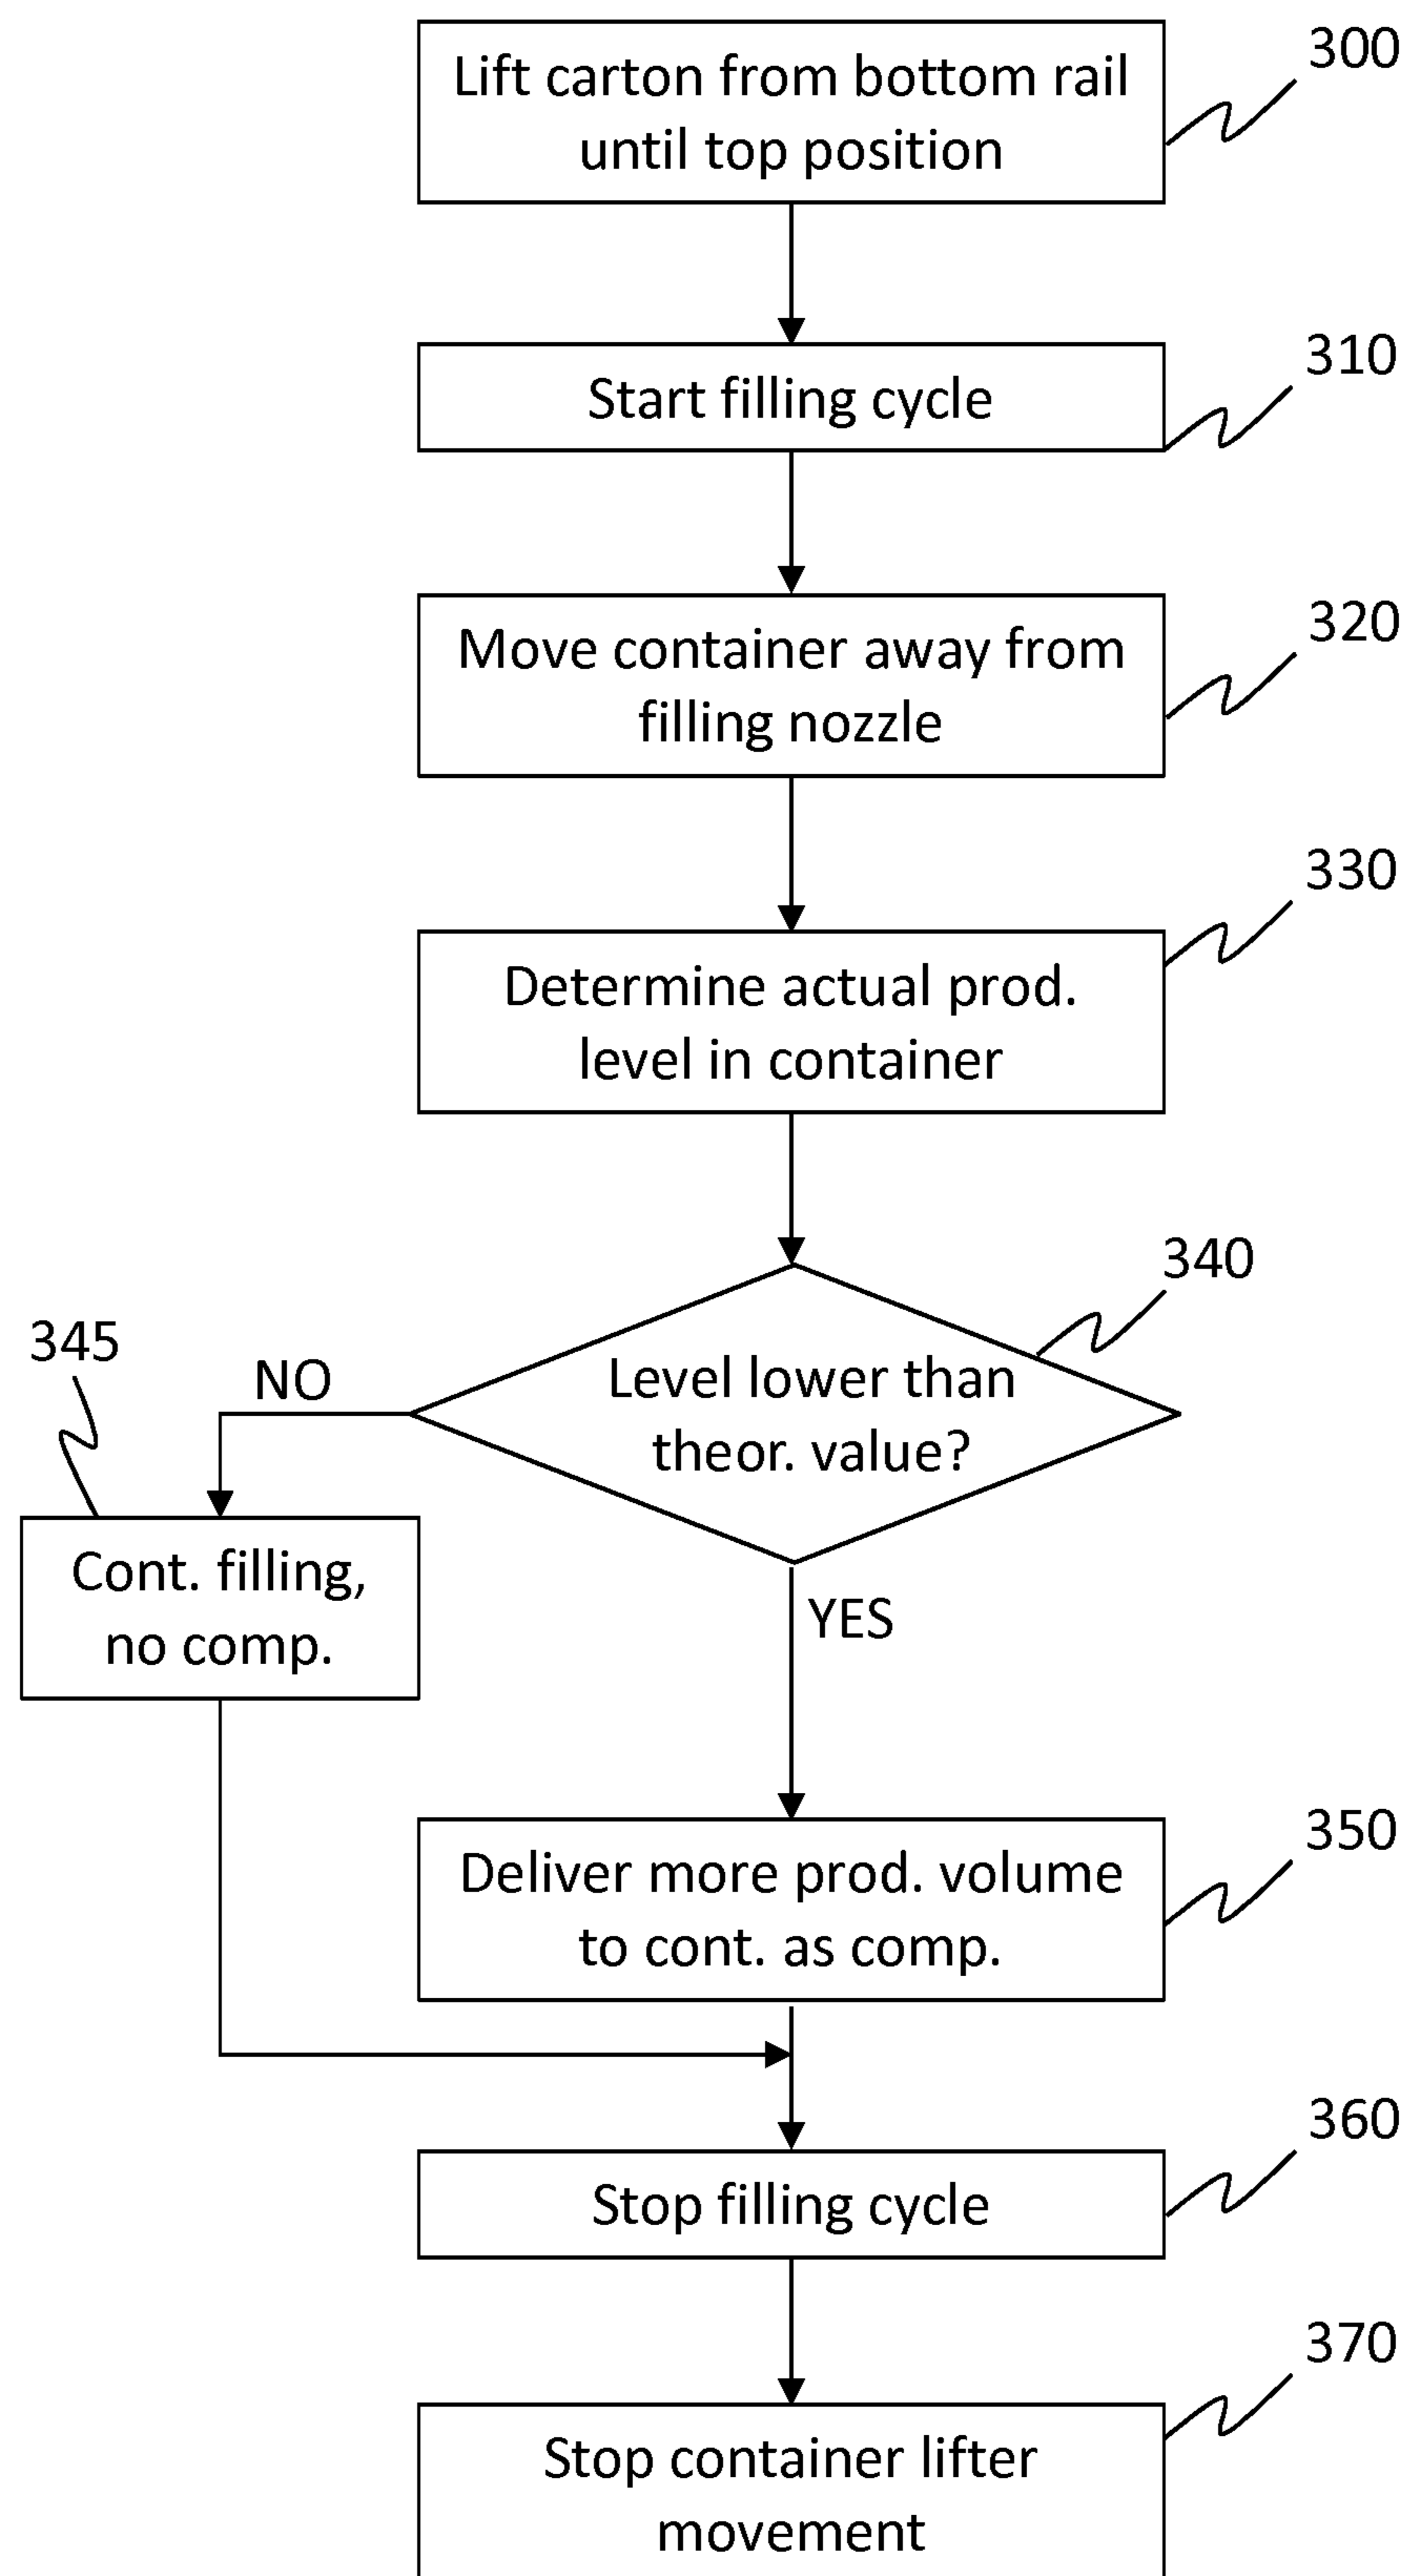 300
Lift carton from bottom rail
until top position
310
Start filling cycle
320
Move container away from
filling nozzle
330
Determine actual prod.
level in container
340
Level lower than
theor. value?
345
NO
Cont. filling,
no comp.
YES
350
Deliver more prod. volume
to cont. as comp.
360
Stop filling cycle
370
Stop container lifter
movement